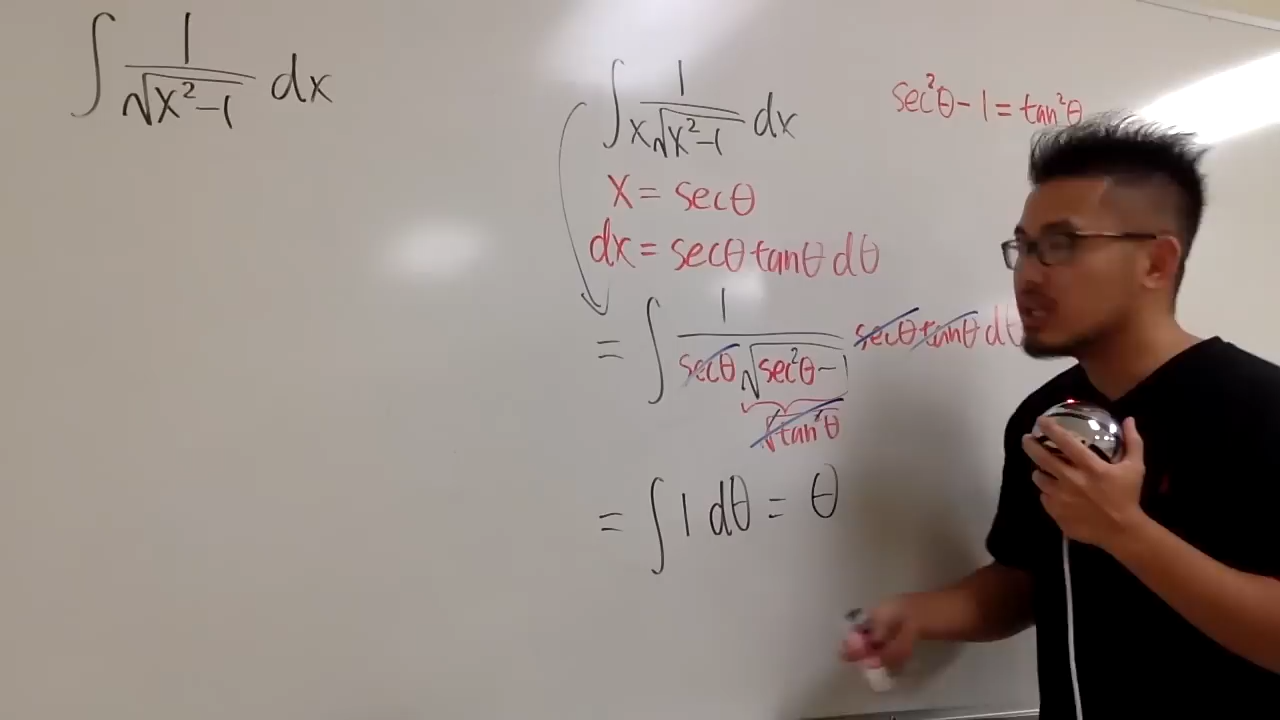 ∫ 1/√(x²−1) dx
∫ 1/(x√(x²−1)) dx
sec²θ − 1 = tan²θ
x = secθ
dx = secθ tanθ dθ
= ∫ 1/(secθ √(sec²θ−1)) secθ tanθ dθ
√tan²θ
= ∫ 1 dθ = θ